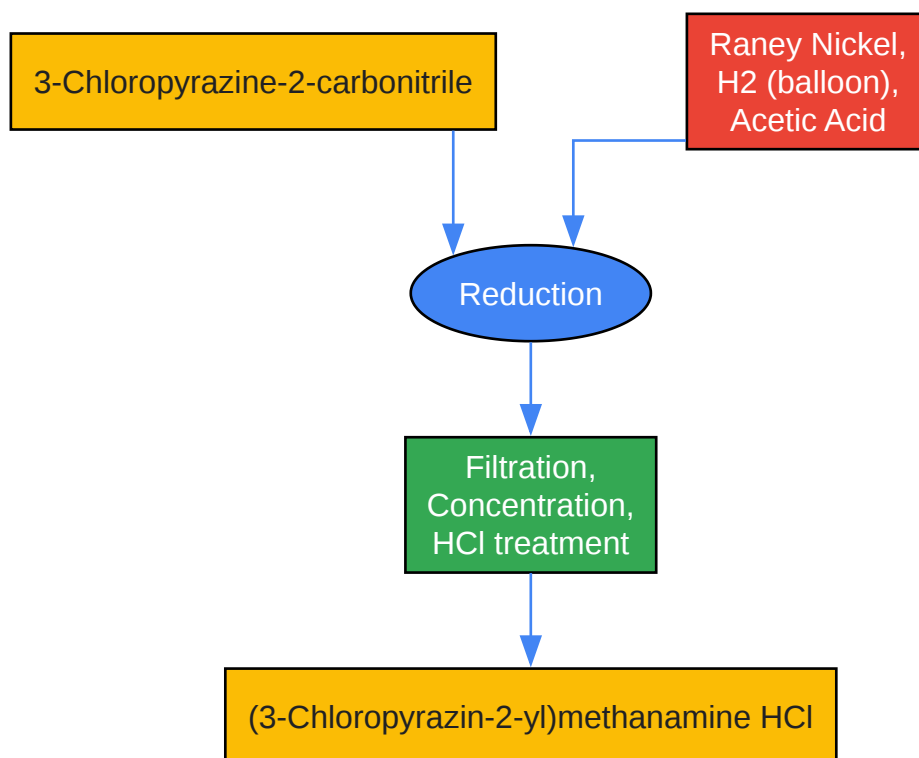 3-Chloropyrazine-2-carbonitrile
Raney Nickel,
H2 (balloon),
Acetic Acid
Reduction
Filtration,
Concentration,
HCl treatment
(3-Chloropyrazin-2-yl)methanamine HCl